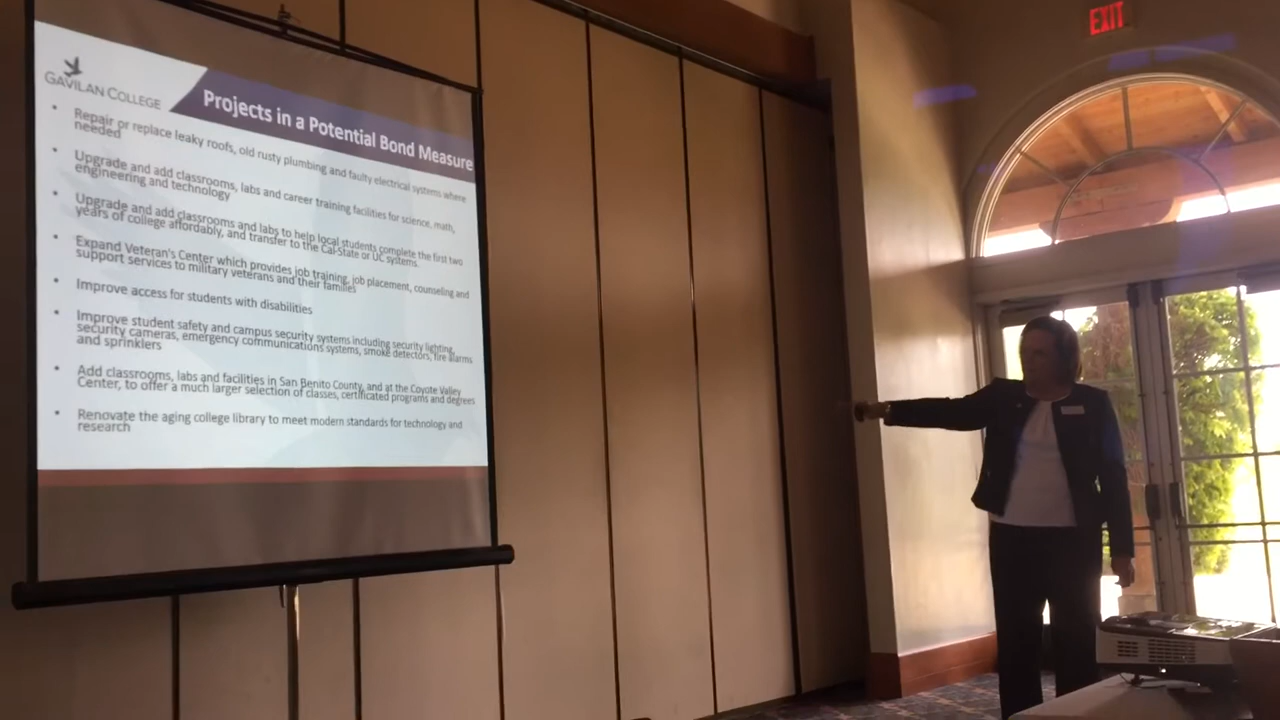 EXIT
GAVILAN COLLEGE
Projects in a Potential Bond Measure
• Repair or replace leaky roofs, old rusty plumbing and faulty electrical systems where
needed
• Upgrade and add classrooms, labs and career training facilities for science, math,
engineering and technology
• Upgrade and add classrooms and labs to help local students complete the first two
years of college affordably, and transfer to the Cal-State or UC systems.
• Expand Veteran's Center which provides job training, job placement, counseling and
support services to military veterans and their families
• Improve access for students with disabilities
• Improve student safety and campus security systems including security lighting,
security cameras, emergency communications systems, smoke detectors, fire alarms
and sprinklers
• Add classrooms, labs and facilities in San Benito County, and at the Coyote Valley
Center, to offer a much larger selection of classes, certificated programs and degrees
• Renovate the aging college library to meet modern standards for technology and
research